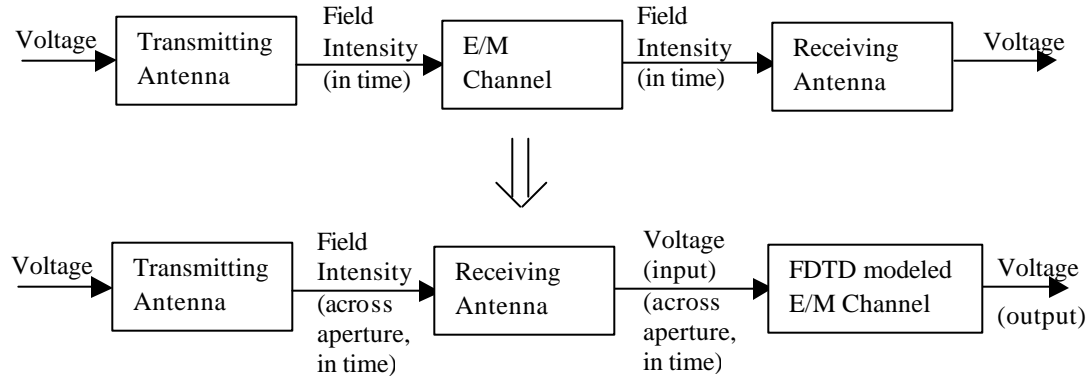 Voltage
Transmitting
Antenna
Field
Intensity
(in time)
E/M
Channel
Field
Intensity
(in time)
Receiving
Antenna
Voltage
Voltage
Transmitting
Antenna
Field
Intensity
(across
aperture,
in time)
Receiving
Antenna
Voltage
(input)
(across
aperture,
in time)
FDTD modeled
E/M Channel
Voltage
(output)